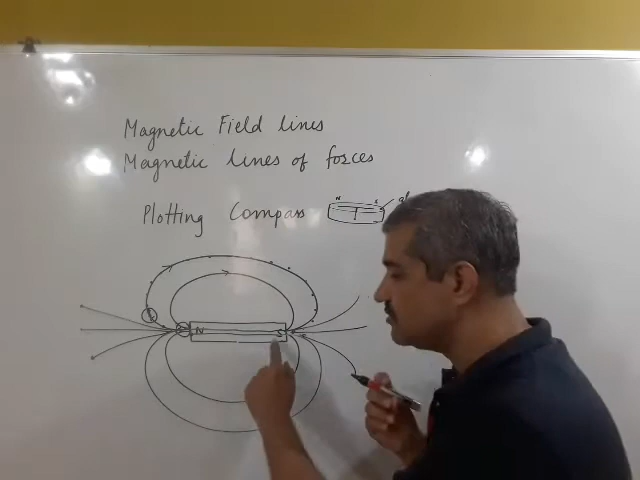 Magnetic Field lines
Magnetic lines of forces
Plotting Compass
N S